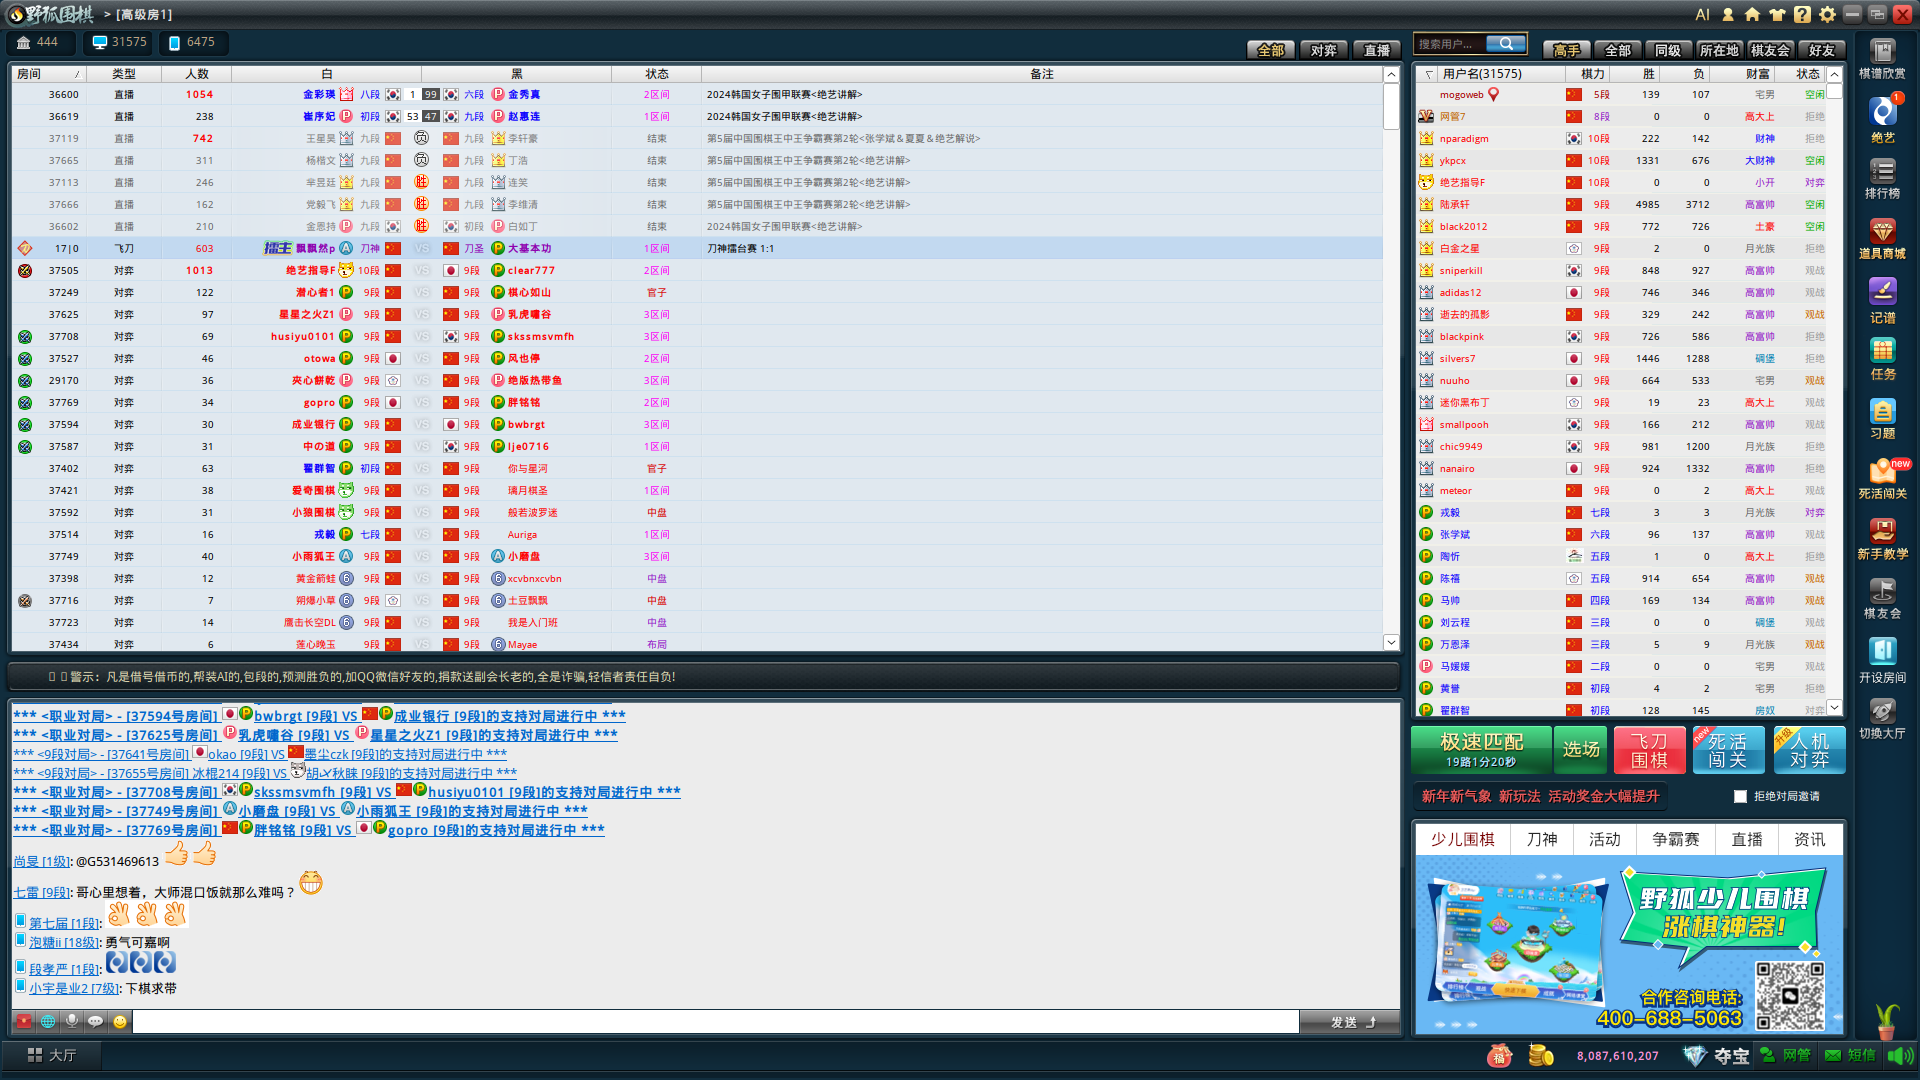 野狐围棋 > [高级房1]
AI
444 31575 6475
全部 对弈 直播
搜索用户...
高手 全部 同级 所在地 棋友会 好友
房间 类型 人数 白 黑 状态 备注
36600 直播 1054 金彩瑛 八段 1 99 六段 金秀真 2区间 2024韩国女子围甲联赛<绝艺讲解>
36619 直播 238 崔序妃 初段 53 47 九段 赵惠连 1区间 2024韩国女子围甲联赛<绝艺讲解>
37119 直播 742 王星昊 九段 负 九段 李轩豪 结束 第5届中国围棋王中王争霸赛第2轮<张学斌＆夏夏＆绝艺解说>
37665 直播 311 杨楷文 九段 负 九段 丁浩 结束 第5届中国围棋王中王争霸赛第2轮<绝艺讲解>
37113 直播 246 芈昱廷 九段 胜 九段 连笑 结束 第5届中国围棋王中王争霸赛第2轮<绝艺讲解>
37666 直播 162 党毅飞 九段 胜 九段 李维清 结束 第5届中国围棋王中王争霸赛第2轮<绝艺讲解>
36602 直播 210 金恩持 九段 胜 初段 白如丁 结束 2024韩国女子围甲联赛<绝艺讲解>
17|0 飞刀 603 擂主 飘飘然p A 刀神 VS 刀圣 P 大基本功 1区间 刀神擂台赛 1:1
37505 对弈 1013 绝艺指导F 10段 VS 9段 P clear777 2区间
37249 对弈 122 潜心者1 P 9段 VS 9段 P 棋心如山 官子
37625 对弈 97 星星之火Z1 P 9段 VS 9段 P 乳虎嘯谷 3区间
37708 对弈 69 husiyu0101 P 9段 VS 9段 P skssmsvmfh 3区间
37527 对弈 46 otowa P 9段 VS 9段 P 风也停 2区间
29170 对弈 36 夾心餅乾 P 9段 VS 9段 P 绝版热带鱼 3区间
37769 对弈 34 gopro P 9段 VS 9段 P 胖铭铭 2区间
37594 对弈 30 成业银行 P 9段 VS 9段 P bwbrgt 3区间
37587 对弈 31 中の道 P 9段 VS 9段 P lje0716 1区间
37402 对弈 63 翟群智 P 初段 VS 9段 你与星河 官子
37421 对弈 38 爱奇围棋 9段 VS 9段 璃月棋圣 1区间
37592 对弈 31 小狼围棋 9段 VS 9段 般若波罗迷 中盘
37514 对弈 16 戎毅 P 七段 VS 9段 Auriga 1区间
37749 对弈 40 小雨狐王 A 9段 VS 9段 A 小磨盘 3区间
37398 对弈 12 黄金箭蛙 6 9段 VS 9段 6 xcvbnxcvbn 中盘
37716 对弈 7 朔爆小草 6 9段 VS 9段 6 土豆飘飘 中盘
37723 对弈 14 鹰击长空DL 6 9段 VS 9段 我是入门班 中盘
37434 对弈 6 莲心晚玉 9段 VS 9段 6 Mayae 布局
用户名(31575) 棋力 胜 负 财富 状态
mogoweb 5段 139 107 宅男 空闲
网管7 8段 0 0 高大上 拒绝
nparadigm 10段 222 142 财神 拒绝
ykpcx 10段 1331 676 大财神 空闲
绝艺指导F 10段 0 0 小开 对弈
陆承轩 9段 4985 3712 高富帅 空闲
black2012 9段 772 726 土豪 空闲
白金之星 9段 2 0 月光族 拒绝
sniperkill 9段 848 927 高富帅 观战
adidas12 9段 746 346 高富帅 观战
逝去的孤影 9段 329 242 高富帅 观战
blackpink 9段 726 586 高富帅 拒绝
silvers7 9段 1446 1288 碉堡 拒绝
nuuho 9段 664 533 宅男 观战
迷你黑布丁 9段 19 23 高大上 观战
smallpooh 9段 166 212 高富帅 观战
chic9949 9段 981 1200 月光族 拒绝
nanairo 9段 924 1332 高富帅 拒绝
meteor 9段 0 2 高大上 观战
戎毅 七段 3 3 月光族 对弈
张学斌 六段 96 137 高富帅 观战
陶忻 五段 1 0 高大上 拒绝
陈禧 五段 914 654 高富帅 观战
马帅 四段 169 134 高富帅 观战
刘云程 三段 0 0 碉堡 拒绝
万恩泽 三段 5 9 月光族 观战
马媛媛 二段 0 0 宅男 观战
黄誉 初段 4 2 宅男 拒绝
翟群智 初段 128 145 房奴 对弈
棋谱欣赏
1
绝艺
排行榜
道具商城
记谱
任务
习题
new
死活闯关
新手教学
棋友会
开设房间
切换大厅
警示：凡是借号借币的,帮装AI的,包段的,预测胜负的,加QQ微信好友的,捐款送副会长老的,全是诈骗,轻信者责任自负!
*** <职业对局> - [37594号房间] P bwbrgt [9段] VS P 成业银行 [9段]的支持对局进行中 ***
*** <职业对局> - [37625号房间] P 乳虎嘯谷 [9段] VS P 星星之火Z1 [9段]的支持对局进行中 ***
*** <9段对局> - [37641号房间] okao [9段] VS 墨尘czk [9段]的支持对局进行中 ***
*** <9段对局> - [37655号房间] 冰棍214 [9段] VS 胡乄秋睐 [9段]的支持对局进行中 ***
*** <职业对局> - [37708号房间] P skssmsvmfh [9段] VS P husiyu0101 [9段]的支持对局进行中 ***
*** <职业对局> - [37749号房间] A 小磨盘 [9段] VS A 小雨狐王 [9段]的支持对局进行中 ***
*** <职业对局> - [37769号房间] P 胖铭铭 [9段] VS P gopro [9段]的支持对局进行中 ***
尚旻 [1级]: @G531469613
七雷 [9段]: 哥心里想着，大师混口饭就那么难吗？
第七届 [1段]:
泡糖ii [18级]: 勇气可嘉啊
段孝严 [1段]:
小宇是业2 [7级]: 下棋求带
发送
极速匹配
19路1分20秒
选场
飞刀
围棋
new
死活
闯关
升级
人机
对弈
新年新气象 新玩法 活动奖金大幅提升
拒绝对局邀请
少儿围棋 刀神 活动 争霸赛 直播 资讯
野狐少儿围棋
涨棋神器!
合作咨询电话:
400-688-5063
大厅
福
8,087,610,207
夺宝
网管
短信